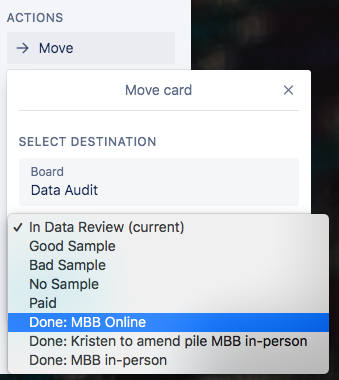 ACTIONS
Move
Move card
SELECT DESTINATION
Board
Data Audit
In Data Review (current)
Good Sample
Bad Sample
No Sample
Paid
Done: MBB Online
Done: Kristen to amend pile MBB in-person
Done: MBB in-person